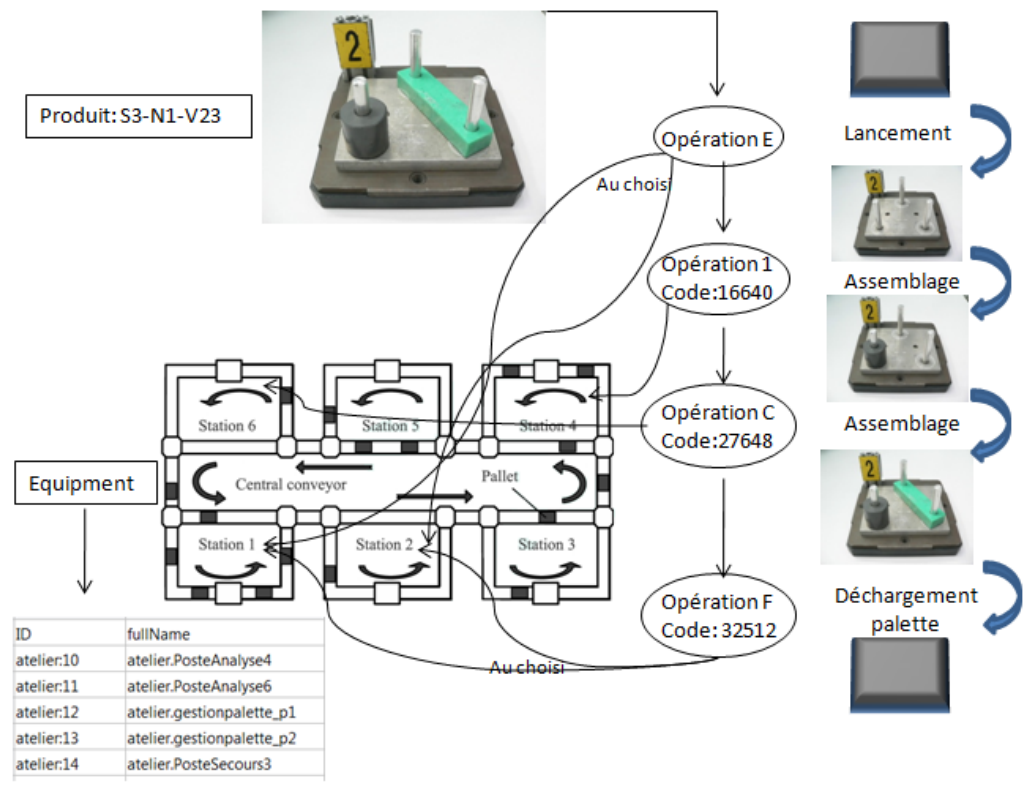 2
Produit: S3-N1-V23
Opération E
Lancement
Au choisi
2
Opération 1
Code:16640
Assemblage
2
Opération C
Code:27648
Assemblage
Station 6
Station 5
Station 4
2
Equipment
Central conveyor
Pallet
Station 1
Station 2
Station 3
Opération F
Code: 32512
Déchargement
palette
Au choisi
ID fullName
atelier:10 atelier.PosteAnalyse4
atelier:11 atelier.PosteAnalyse6
atelier:12 atelier.gestionpalette_p1
atelier:13 atelier.gestionpalette_p2
atelier:14 atelier.PosteSecours3